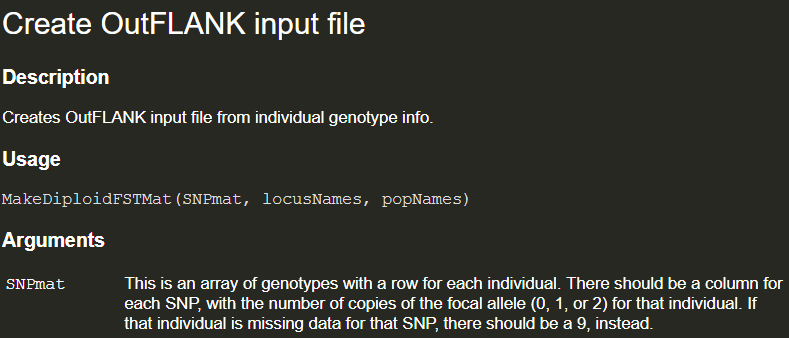 Create OutFLANK input file
Description
Creates OutFLANK input file from individual genotype info.
Usage
MakeDiploidFSTMat(SNPmat, locusNames, popNames)
Arguments
SNPmat This is an array of genotypes with a row for each individual. There should be a column for
each SNP, with the number of copies of the focal allele (0, 1, or 2) for that individual. If
that individual is missing data for that SNP, there should be a 9, instead.